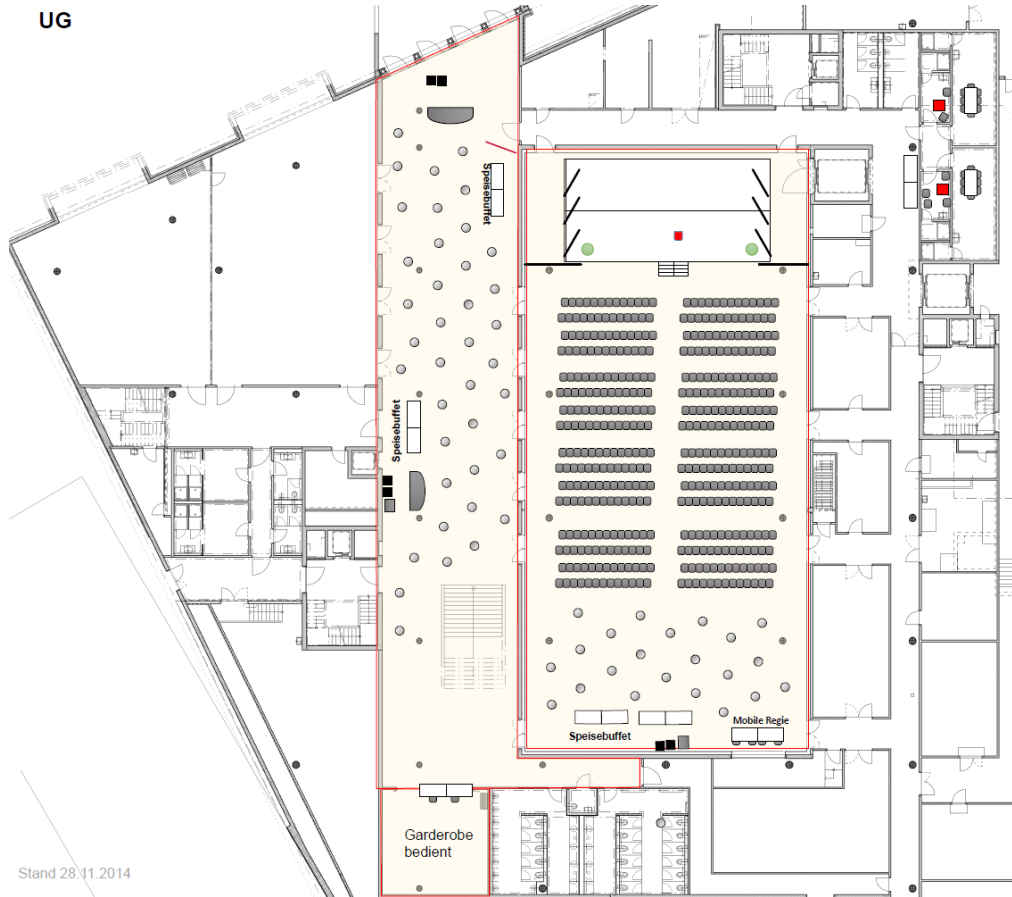 UG
Speisebuffet
Speisebuffet
Speisebuffet
Mobile Regie
Garderobe
bedient
Stand 28.11.2014